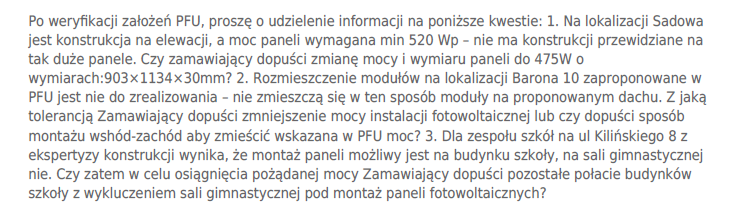 Po weryfikacji założeń PFU, proszę o udzielenie informacji na poniższe kwestie: 1. Na lokalizacji Sadowa
jest konstrukcja na elewacji, a moc paneli wymagana min 520 Wp – nie ma konstrukcji przewidziane na
tak duże panele. Czy zamawiający dopuści zmianę mocy i wymiaru paneli do 475W o
wymiarach:903×1134×30mm? 2. Rozmieszczenie modułów na lokalizacji Barona 10 zaproponowane w
PFU jest nie do zrealizowania – nie zmieszczą się w ten sposób moduły na proponowanym dachu. Z jaką
tolerancją Zamawiający dopuści zmniejszenie mocy instalacji fotowoltaicznej lub czy dopuści sposób
montażu wshód-zachód aby zmieścić wskazana w PFU moc? 3. Dla zespołu szkół na ul Kilińskiego 8 z
ekspertyzy konstrukcji wynika, że montaż paneli możliwy jest na budynku szkoły, na sali gimnastycznej
nie. Czy zatem w celu osiągnięcia pożądanej mocy Zamawiający dopuści pozostałe połacie budynków
szkoły z wykluczeniem sali gimnastycznej pod montaż paneli fotowoltaicznych?